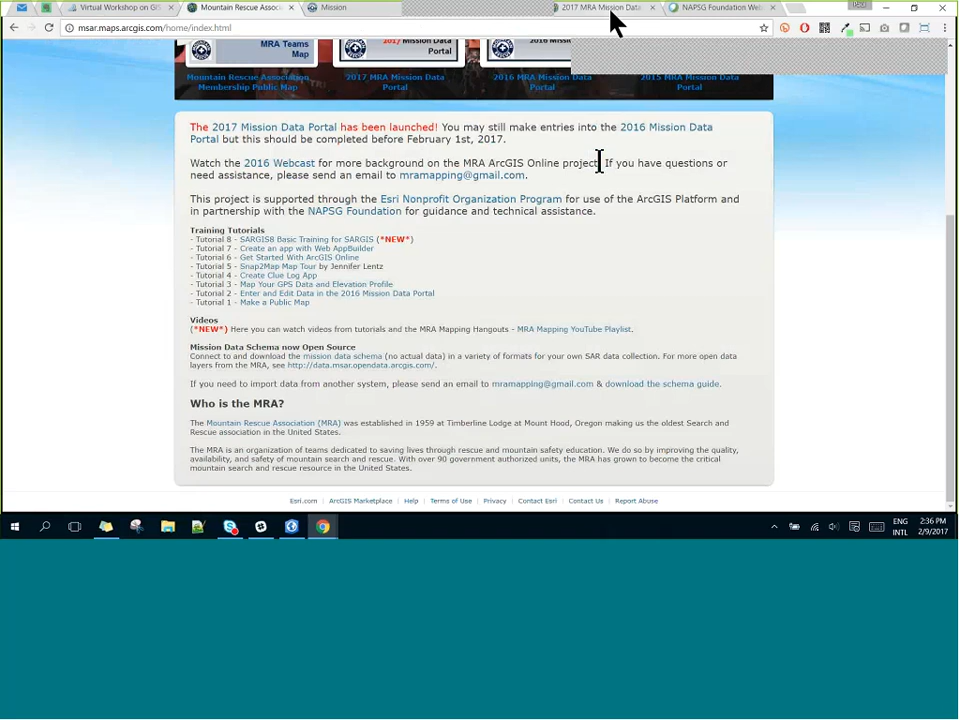 Virtual Workshop on GIS
Mountain Rescue Assoc
Mission
2017 MRA Mission Data
NAPSG Foundation Web
msar.maps.arcgis.com/home/index.html
MRA Teams
Map
2017 Mission Data
Portal
Mountain Rescue Association
Membership Public Map
2017 MRA Mission Data
Portal
2016 MRA Mission Data
Portal
2015 MRA Mission Data
Portal
The 2017 Mission Data Portal has been launched! You may still make entries into the 2016 Mission Data
Portal but this should be completed before February 1st, 2017.
Watch the 2016 Webcast for more background on the MRA ArcGIS Online project. If you have questions or
need assistance, please send an email to mramapping@gmail.com.
This project is supported through the Esri Nonprofit Organization Program for use of the ArcGIS Platform and
in partnership with the NAPSG Foundation for guidance and technical assistance.
Training Tutorials
- Tutorial 8 - SARGIS8 Basic Training for SARGIS (*NEW*)
- Tutorial 7 - Create an app with Web AppBuilder
- Tutorial 6 - Get Started With ArcGIS Online
- Tutorial 5 - Snap2Map Map Tour by Jennifer Lentz
- Tutorial 4 - Create Clue Log App
- Tutorial 3 - Map Your GPS Data and Elevation Profile
- Tutorial 2 - Enter and Edit Data in the 2016 Mission Data Portal
- Tutorial 1 - Make a Public Map
Videos
(*NEW*) Here you can watch videos from tutorials and the MRA Mapping Hangouts - MRA Mapping YouTube Playlist.
Mission Data Schema now Open Source
Connect to and download the mission data schema (no actual data) in a variety of formats for your own SAR data collection. For more open data
layers from the MRA, see http://data.msar.opendata.arcgis.com/.
If you need to import data from another system, please send an email to mramapping@gmail.com & download the schema guide.
Who is the MRA?
The Mountain Rescue Association (MRA) was established in 1959 at Timberline Lodge at Mount Hood, Oregon making us the oldest Search and
Rescue association in the United States.
The MRA is an organization of teams dedicated to saving lives through rescue and mountain safety education. We do so by improving the quality,
availability, and safety of mountain search and rescue. With over 90 government authorized units, the MRA has grown to become the critical
mountain search and rescue resource in the United States.
Esri.com | ArcGIS Marketplace | Help | Terms of Use | Privacy | Contact Esri | Contact Us | Report Abuse
ENG
INTL
2:36 PM
2/9/2017